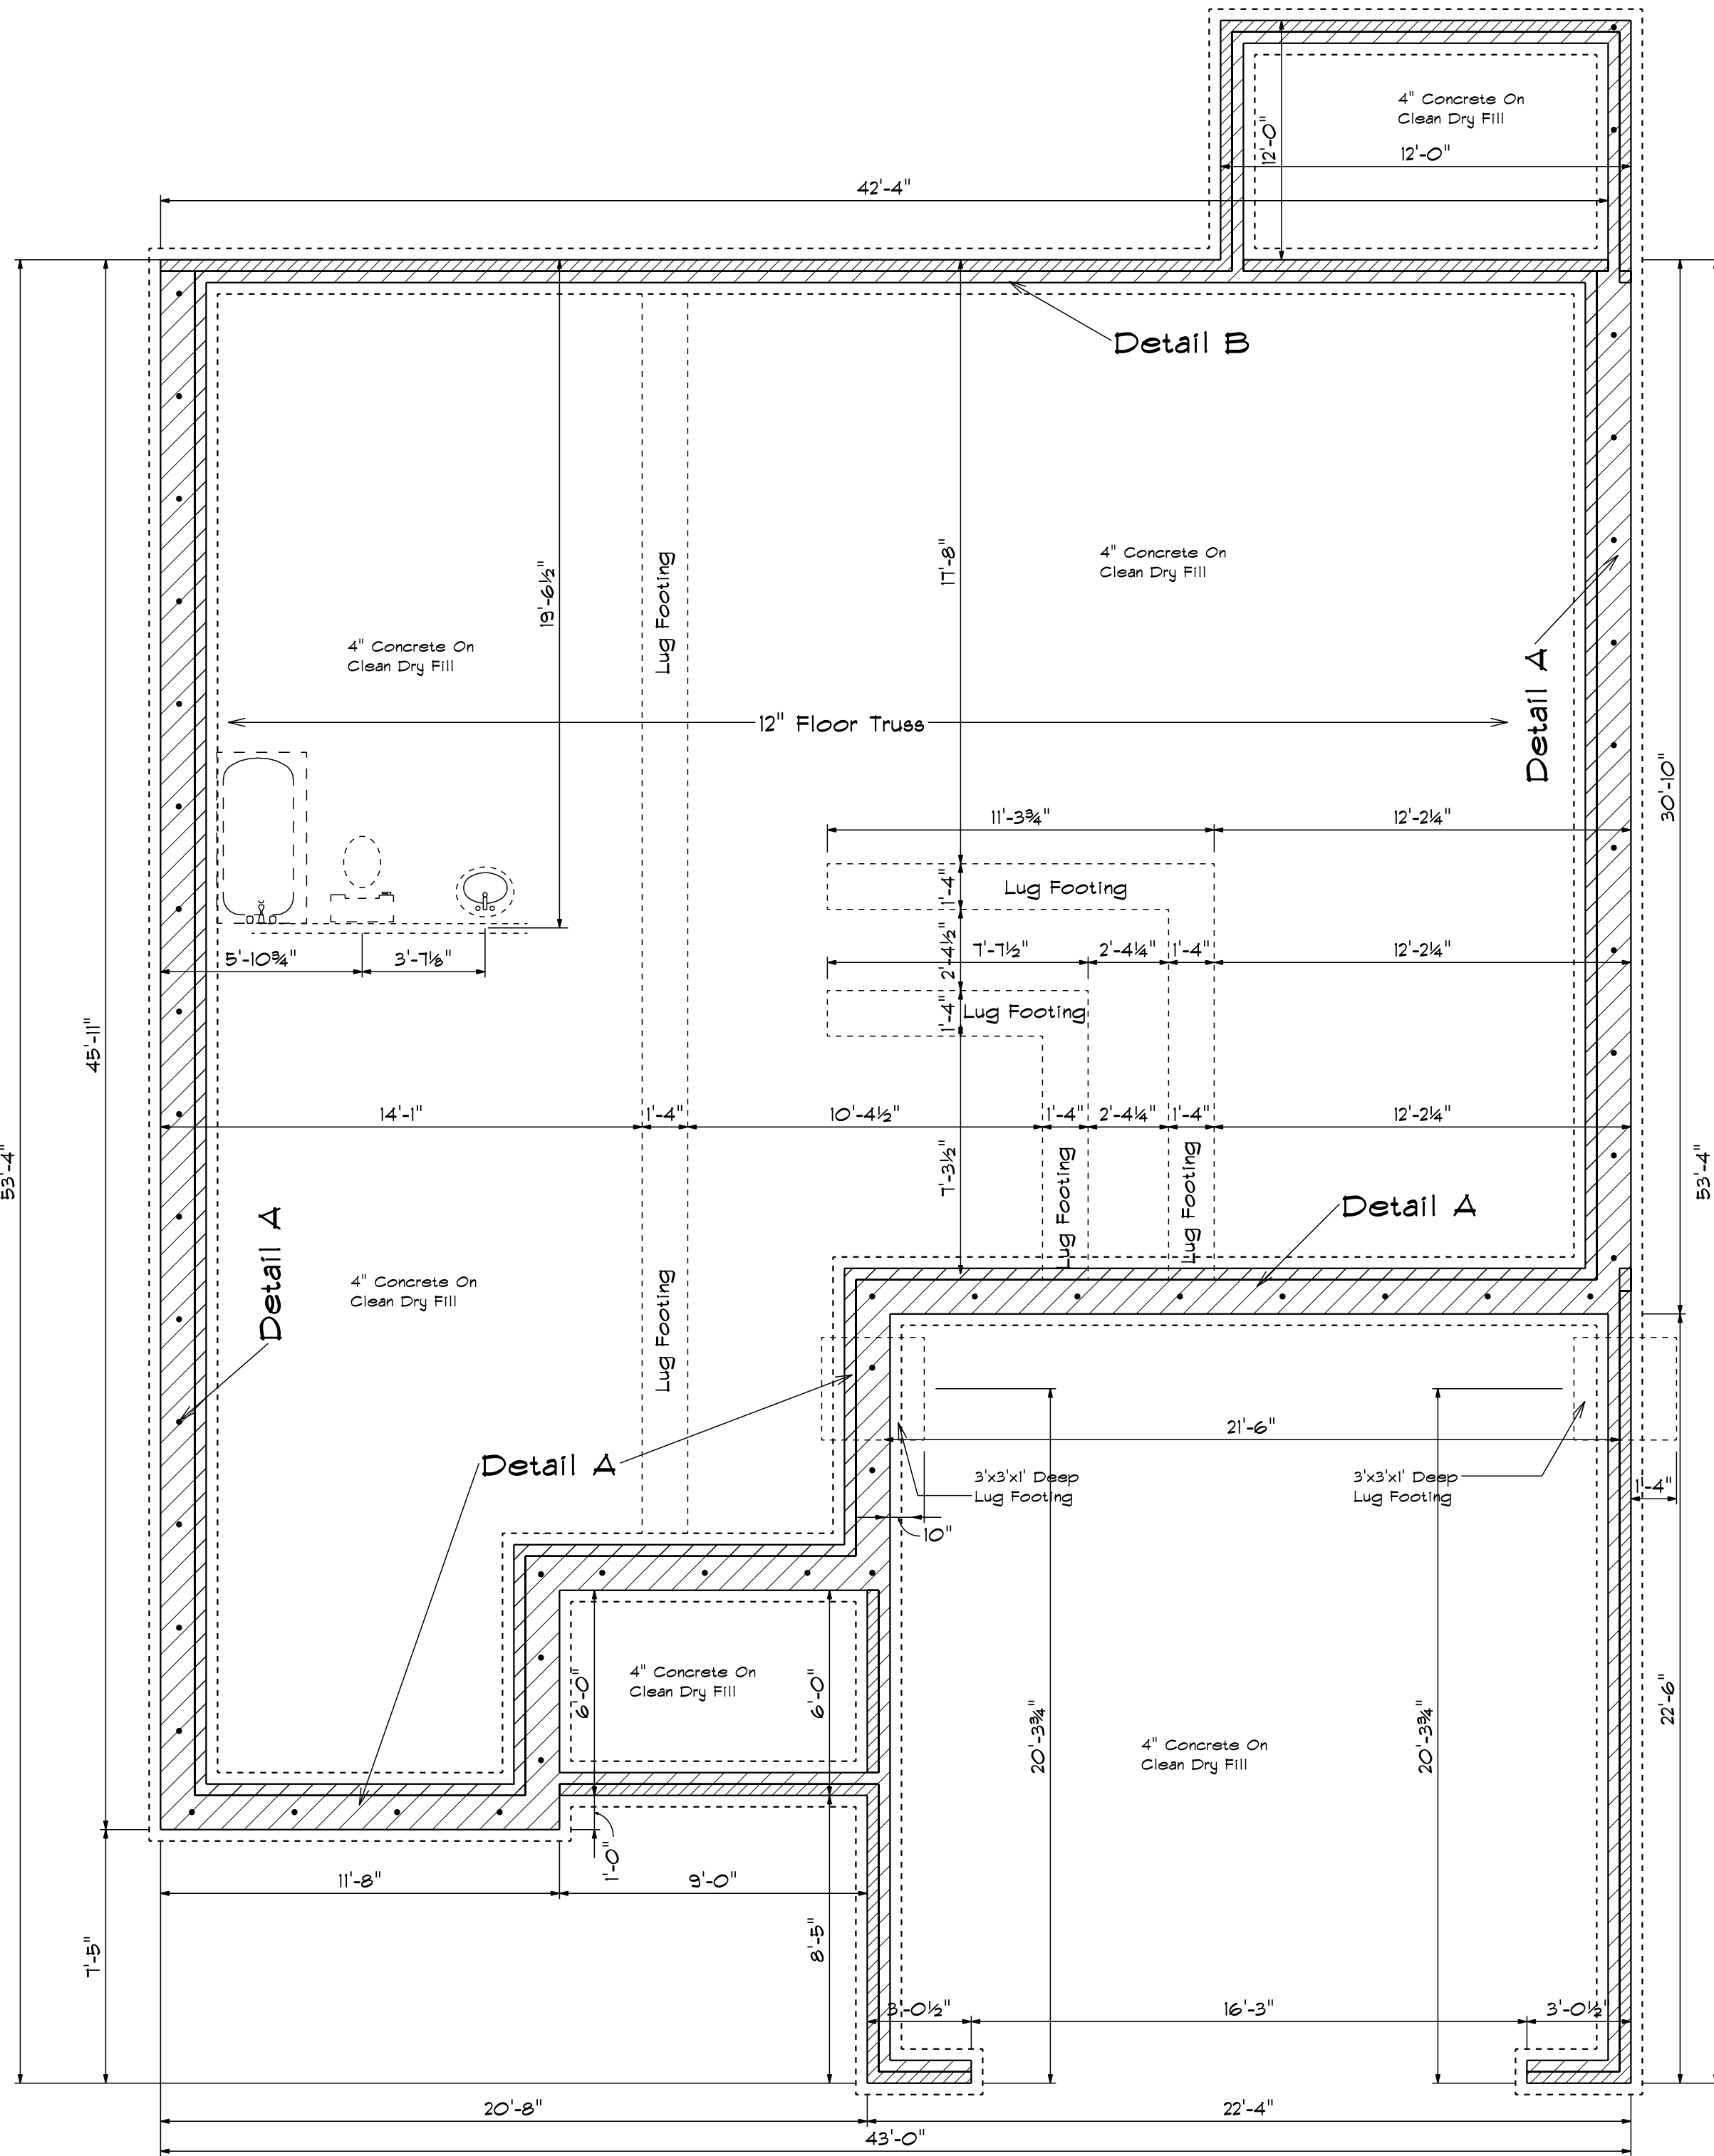 4" Concrete On
Clean Dry Fill
12'-0"
12'-0"
42'-4"
Detail B
17'-8"
4" Concrete On
Clean Dry Fill
19'-6½"
Lug Footing
4" Concrete On
Clean Dry Fill
Detail A
12" Floor Truss
30'-10"
11'-3¾"
12'-2¼"
1'-4"
Lug Footing
5'-10¾"
3'-7⅛"
2'-4½"
7'-7½"
2'-4¼"
1'-4"
12'-2¼"
1'-4"
Lug Footing
45'-11"
14'-1"
1'-4"
10'-4½"
1'-4"
2'-4¼"
1'-4"
12'-2¼"
53'-4"
7'-3½"
Lug Footing
Lug Footing
53'-4"
Detail A
Detail A
4" Concrete On
Clean Dry Fill
Lug Footing
21'-6"
Detail A
3'x3'x1' Deep
Lug Footing
3'x3'x1' Deep
Lug Footing
1'-4"
10"
6'-0"
4" Concrete On
Clean Dry Fill
6'-0"
20'-3¾"
4" Concrete On
Clean Dry Fill
20'-3¾"
22'-6"
1'-0"
11'-8"
9'-0"
7'-5"
8'-5"
3'-0½"
16'-3"
3'-0½"
20'-8"
22'-4"
43'-0"